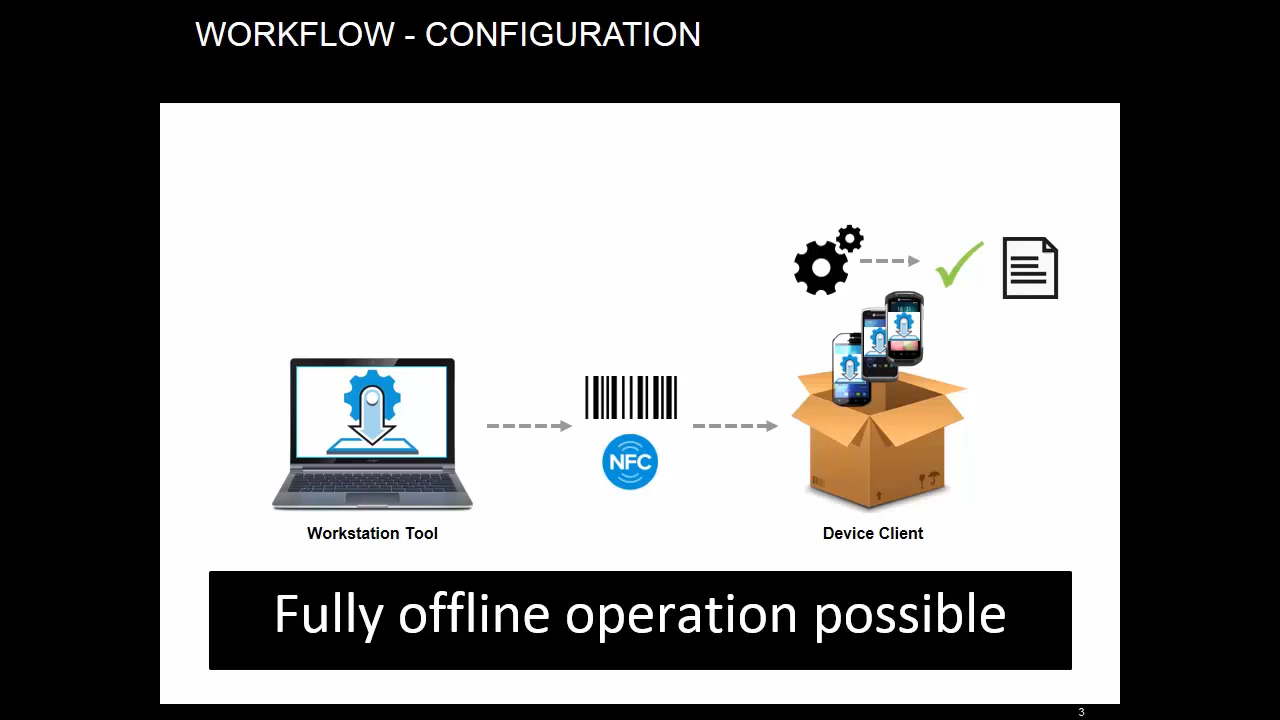 WORKFLOW - CONFIGURATION
NFC
Workstation Tool
Device Client
Fully offline operation possible
3